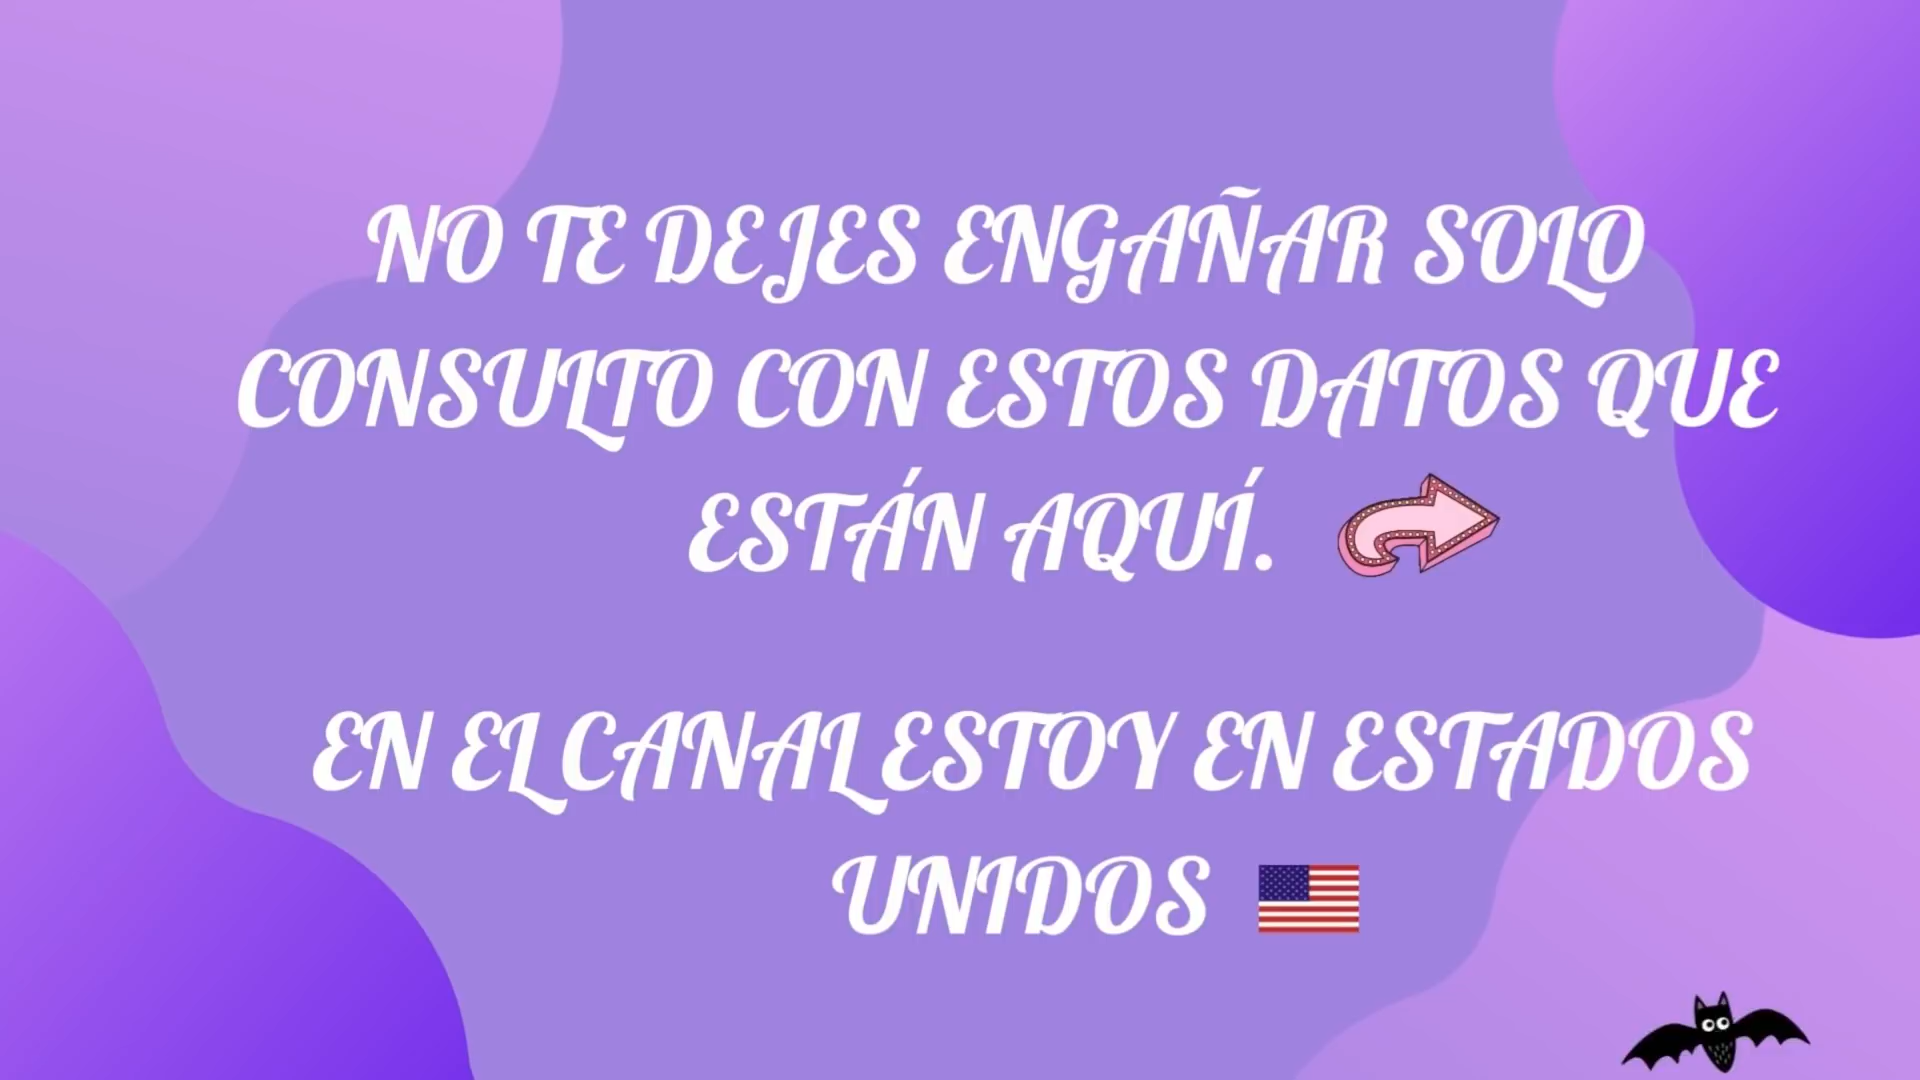 NO TE DEJES ENGAÑAR SOLO
CONSULTO CON ESTOS DATOS QUE
ESTÁN AQUÍ.
EN EL CANAL ESTOY EN ESTADOS
UNIDOS